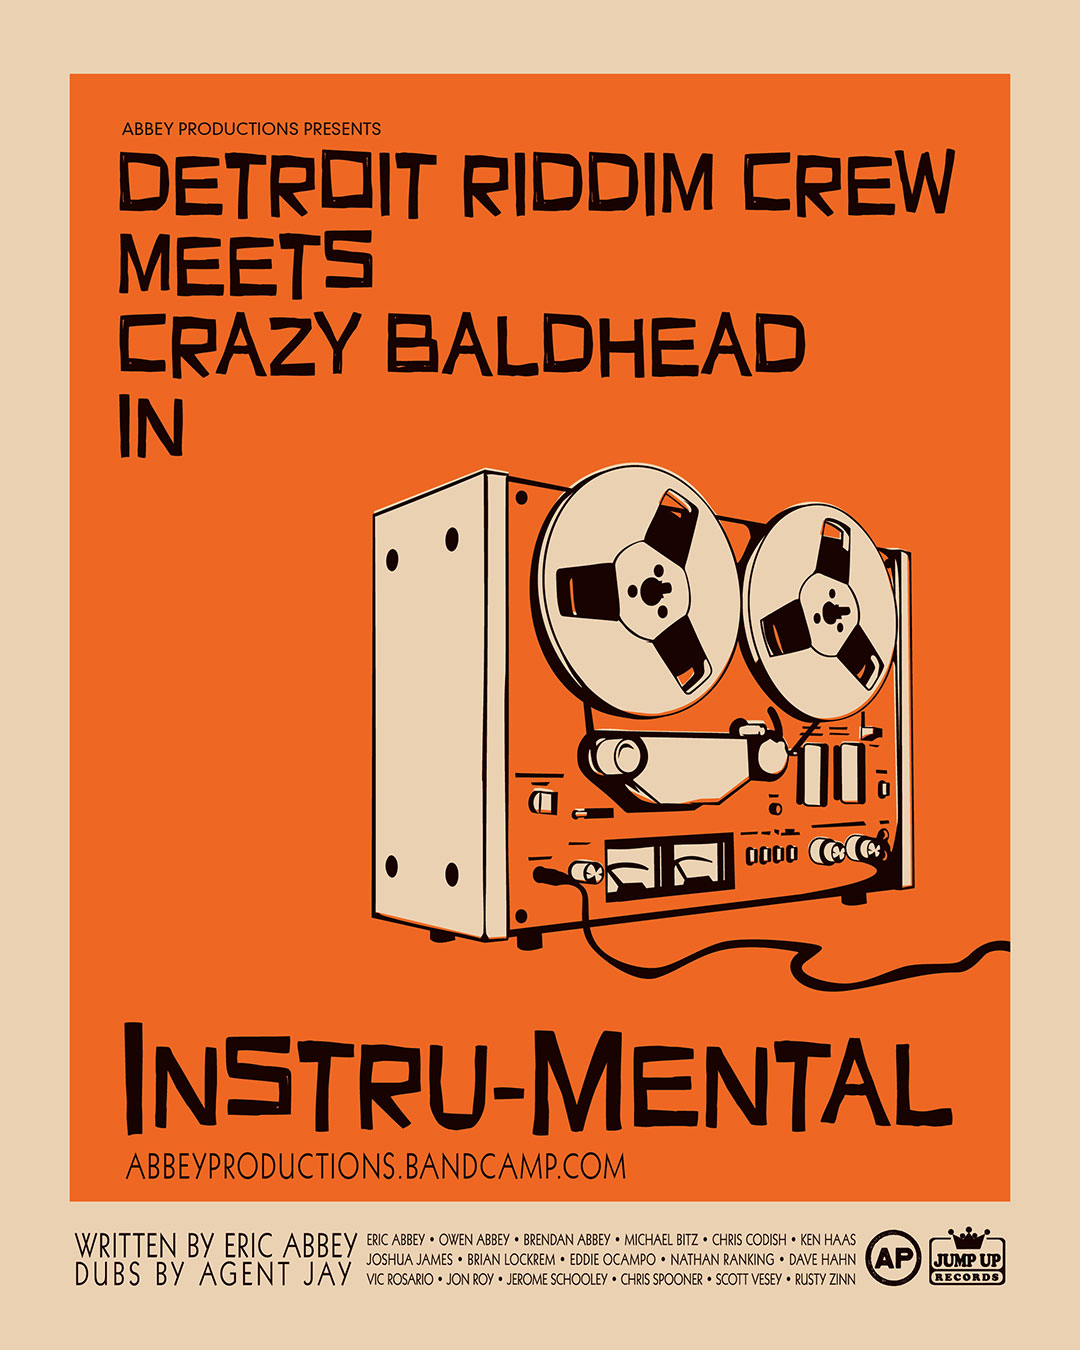 ABBEY PRODUCTIONS PRESENTS
DETROIT RIDDIM CREW
MEETS
CRAZY BALDHEAD
IN
INSTRU-MENTAL
ABBEYPRODUCTIONS.BANDCAMP.COM
WRITTEN BY ERIC ABBEY
DUBS BY AGENT JAY
ERIC ABBEY • OWEN ABBEY • BRENDAN ABBEY • MICHAEL BITZ • CHRIS CODISH • KEN HAAS
JOSHUA JAMES • BRIAN LOCKREM • EDDIE OCAMPO • NATHAN RANKING • DAVE HAHN
VIC ROSARIO • JON ROY • JEROME SCHOOLEY • CHRIS SPOONER • SCOTT VESEY • RUSTY ZINN
AP
JUMP UP
RECORDS